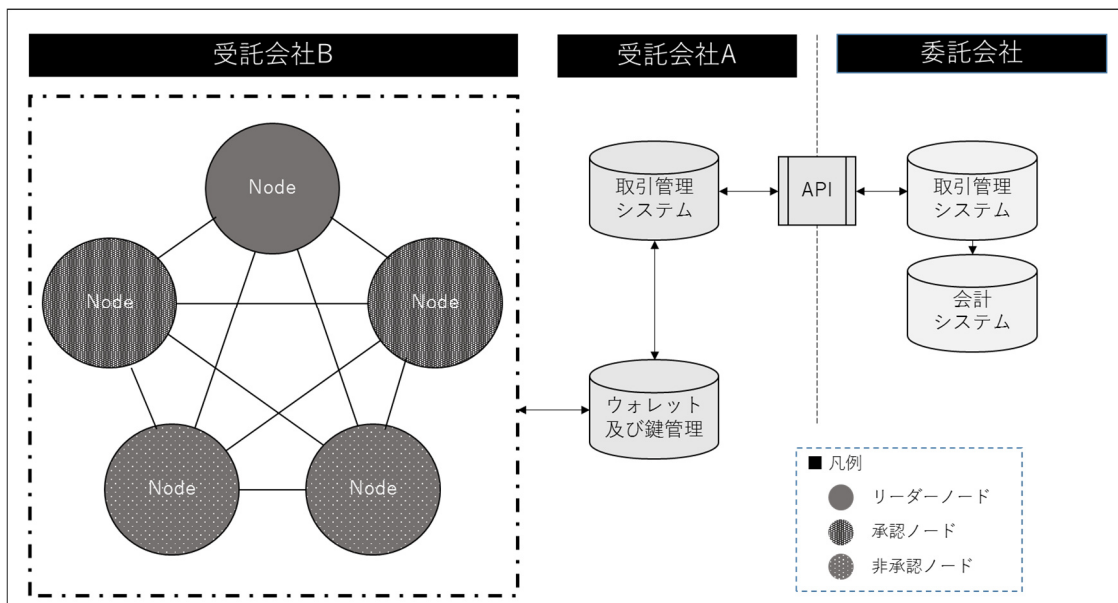 受託会社B
受託会社A
委託会社
Node
Node
Node
Node
Node
取引管理
システム
API
取引管理
システム
会計
システム
ウォレット
及び鍵管理
■ 凡例
リーダーノード
承認ノード
非承認ノード